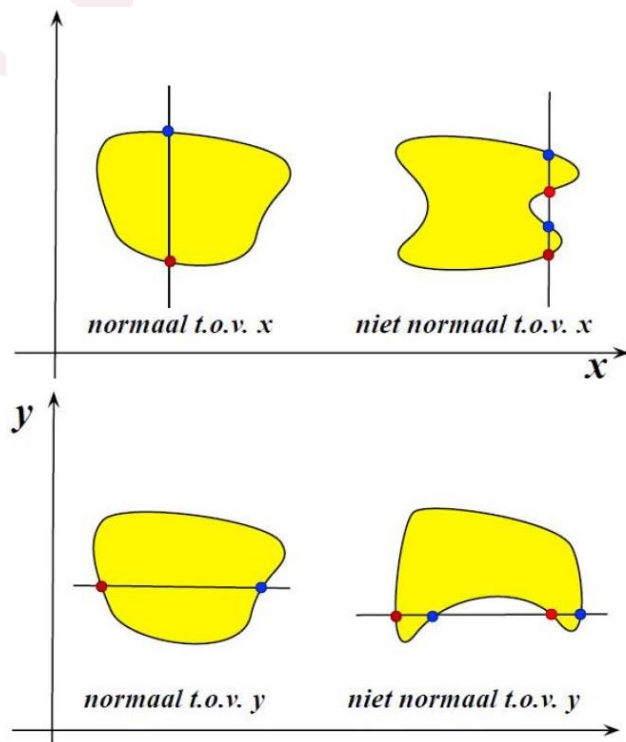 normaal t.o.v. x
niet normaal t.o.v. x
x
y
normaal t.o.v. y
niet normaal t.o.v. y